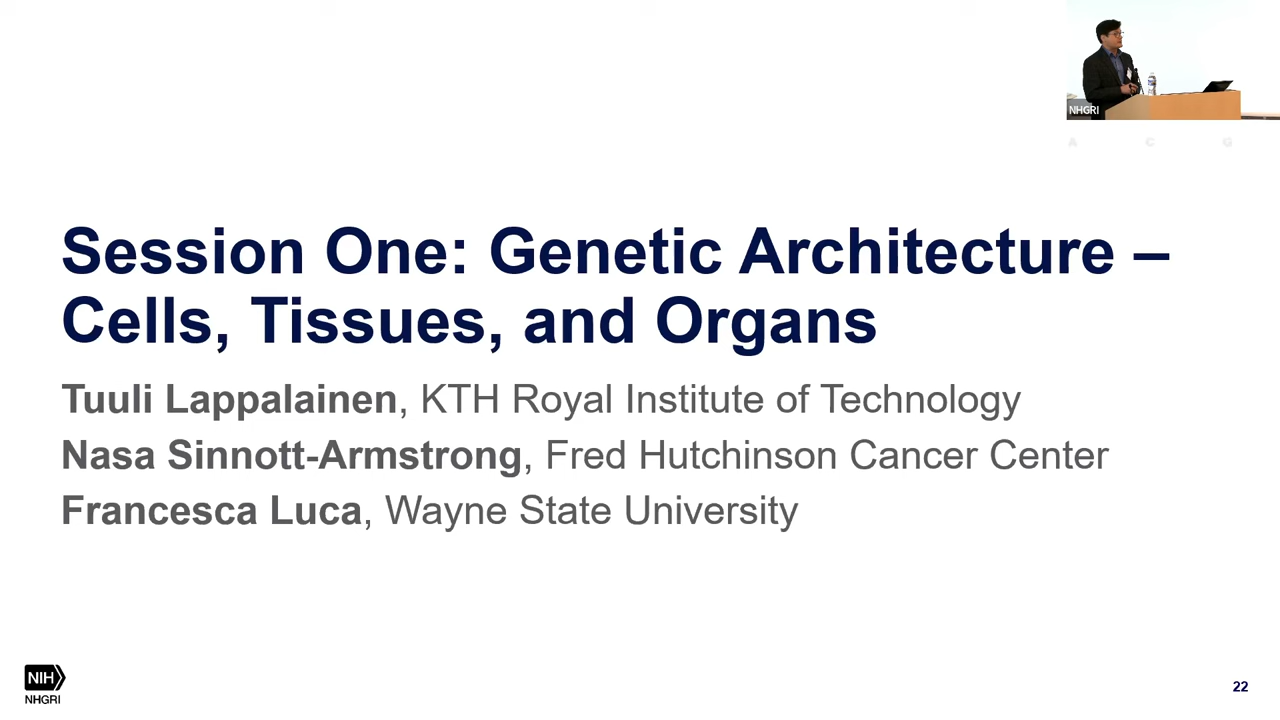 NHGRI
A C G
Session One: Genetic Architecture –
Cells, Tissues, and Organs
Tuuli Lappalainen, KTH Royal Institute of Technology
Nasa Sinnott-Armstrong, Fred Hutchinson Cancer Center
Francesca Luca, Wayne State University
NIH
NHGRI
22